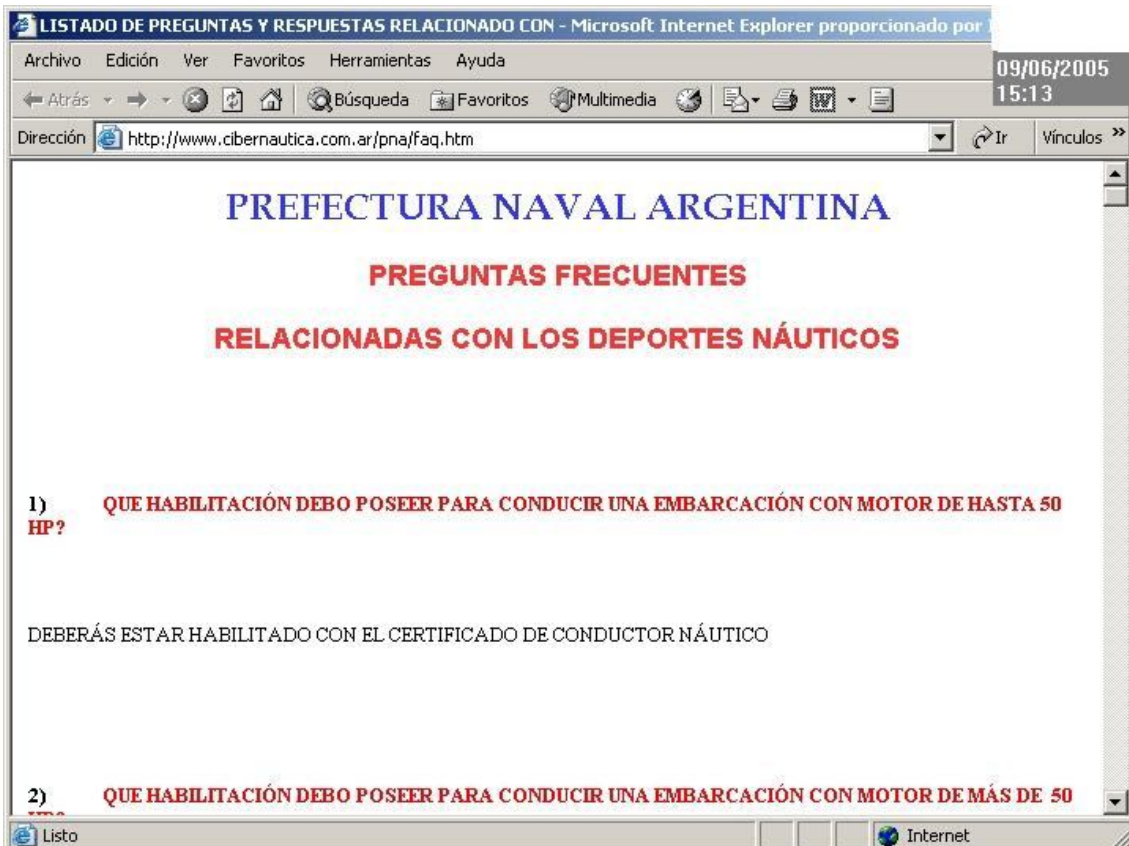 LISTADO DE PREGUNTAS Y RESPUESTAS RELACIONADO CON - Microsoft Internet Explorer proporcionado por
Archivo Edición Ver Favoritos Herramientas Ayuda
09/06/2005
15:13
Atrás Búsqueda Favoritos Multimedia
Dirección http://www.cibernautica.com.ar/pna/faq.htm Ir Vínculos »
PREFECTURA NAVAL ARGENTINA
PREGUNTAS FRECUENTES
RELACIONADAS CON LOS DEPORTES NÁUTICOS
1) QUE HABILITACIÓN DEBO POSEER PARA CONDUCIR UNA EMBARCACIÓN CON MOTOR DE HASTA 50
HP?
DEBERÁS ESTAR HABILITADO CON EL CERTIFICADO DE CONDUCTOR NÁUTICO
2) QUE HABILITACIÓN DEBO POSEER PARA CONDUCIR UNA EMBARCACIÓN CON MOTOR DE MÁS DE 50
Listo Internet